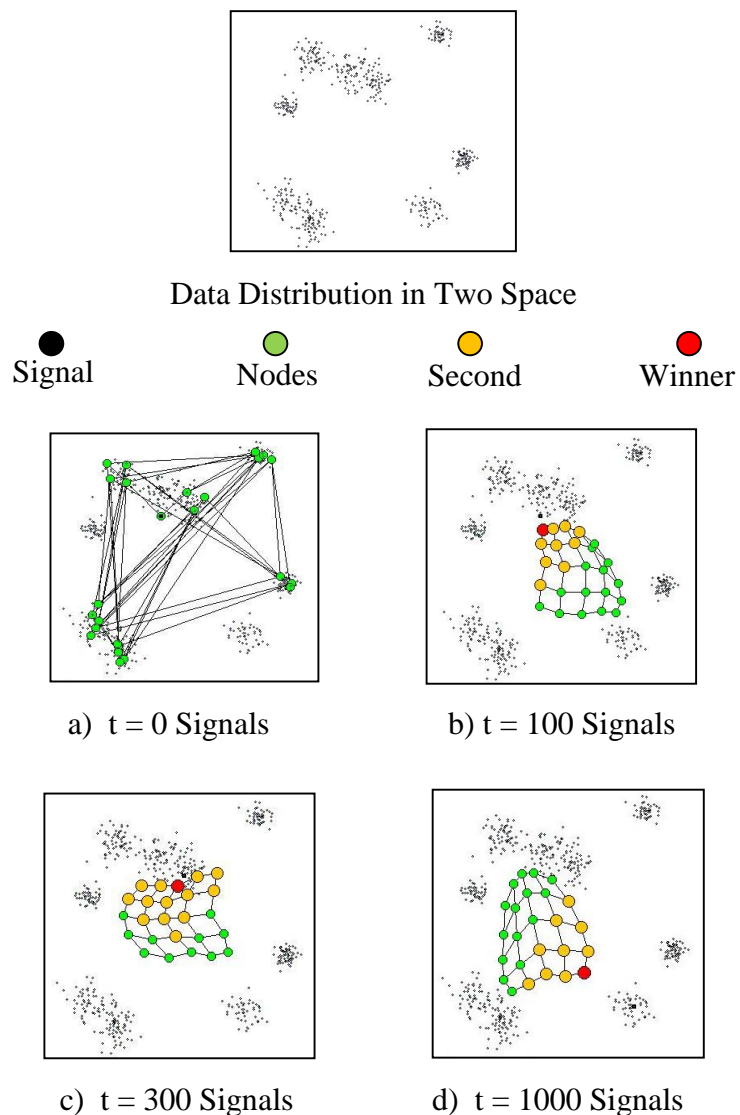 Data Distribution in Two Space
Signal Nodes Second Winner
a) t = 0 Signals b) t = 100 Signals
c) t = 300 Signals d) t = 1000 Signals